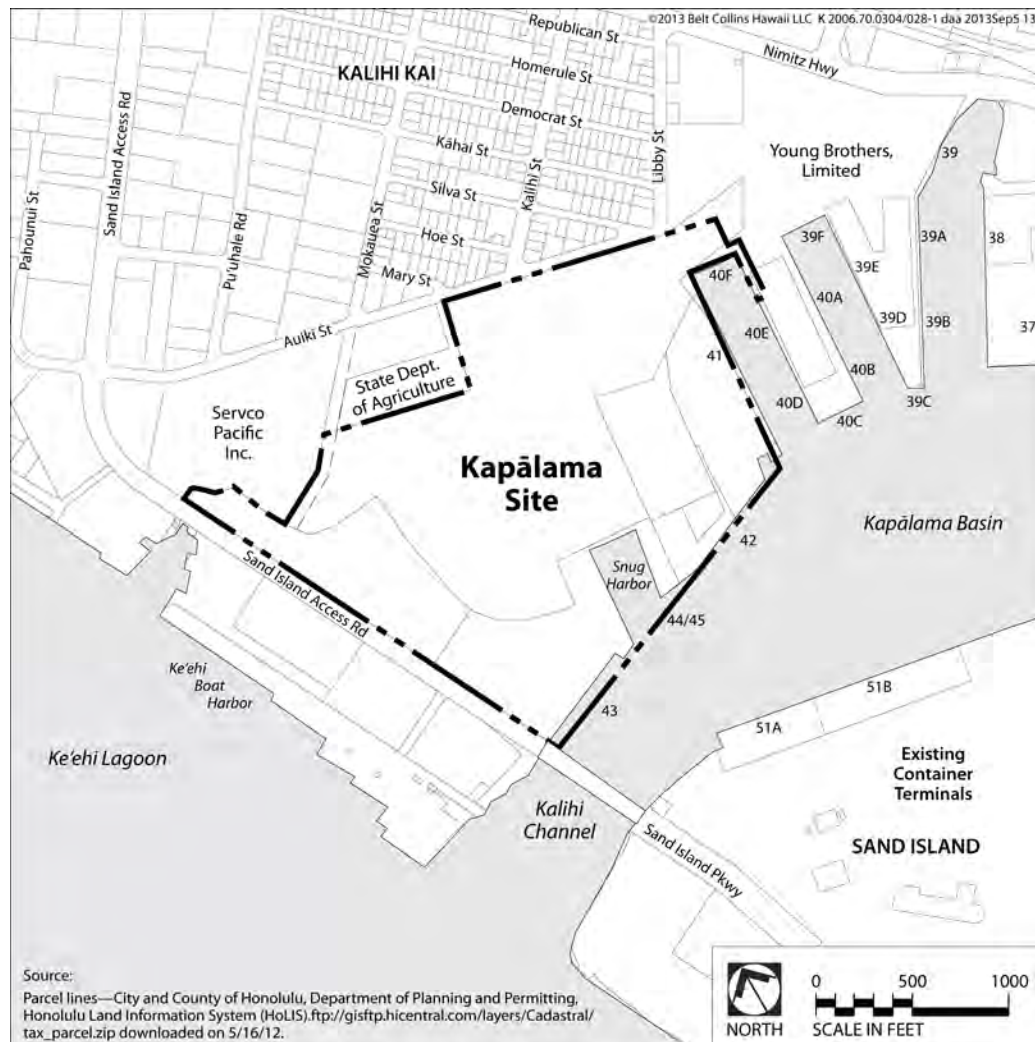 ©2013 Belt Collins Hawaii LLC K 2006.70.0304/028-1 daa 2013Sep5 13
Republican St
Nimitz Hwy
KALIHI KAI
Homerule St
Democrat St
Kāhai St
Silva St
Hoe St
Mary St
Pahounui St
Sand Island Access Rd
Pu'uhale Rd
Mokauea St
Kalihi St
Libby St
Auiki St
Young Brothers,
Limited
39
39F
39A
38
39E
40F
40A
39D
39B
37
40E
41
40B
39C
40D
40C
State Dept.
of Agriculture
Servco
Pacific
Inc.
Kapālama
Site
Kapālama Basin
42
Snug
Harbor
44/45
43
Sand Island Access Rd
Ke'ehi
Boat
Harbor
Ke'ehi Lagoon
51B
51A
Existing
Container
Terminals
Kalihi
Channel
SAND ISLAND
Sand Island Pkwy
Source:
Parcel lines—City and County of Honolulu, Department of Planning and Permitting,
Honolulu Land Information System (HoLIS).ftp://gisftp.hicentral.com/layers/Cadastral/
tax_parcel.zip downloaded on 5/16/12.
NORTH
0 500 1000
SCALE IN FEET